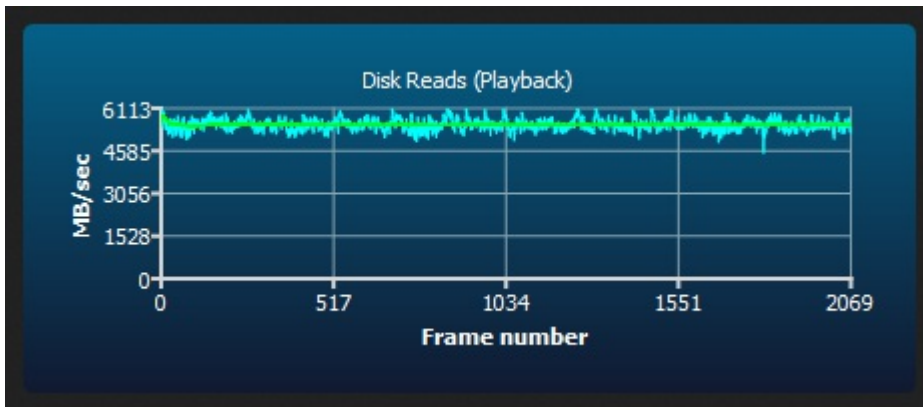 Disk Reads (Playback)
6113
4585
3056
1528
0
MB/sec
0 517 1034 1551 2069
Frame number